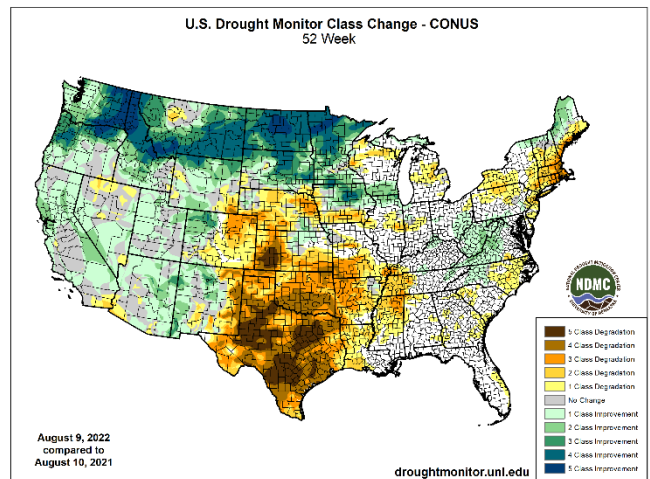 U.S. Drought Monitor Class Change - CONUS
52 Week
NDMC
5 Class Degradation
4 Class Degradation
3 Class Degradation
2 Class Degradation
1 Class Degradation
No Change
1 Class Improvement
2 Class Improvement
3 Class Improvement
4 Class Improvement
5 Class Improvement
August 9, 2022
compared to
August 10, 2021
droughtmonitor.unl.edu